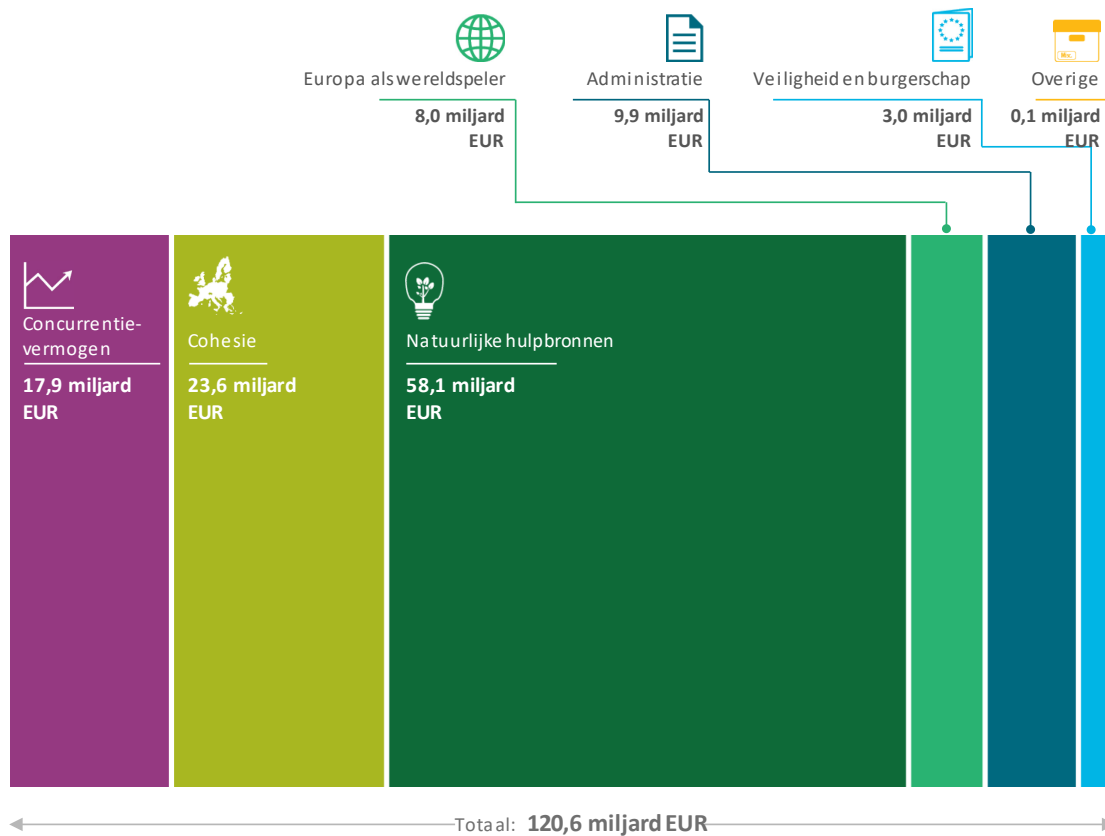 Europa als wereldspeler
8,0 miljard
EUR
Administratie
9,9 miljard
EUR
Veiligheid en burgerschap
3,0 miljard
EUR
Overige
0,1 miljard
EUR
Concurrentie-
vermogen
17,9 miljard
EUR
Cohesie
23,6 miljard
EUR
Natuurlijke hulpbronnen
58,1 miljard
EUR
Totaal: 120,6 miljard EUR